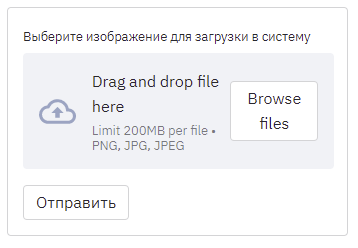 Выберите изображение для загрузки в систему
Drag and drop file
here
Limit 200MB per file •
PNG, JPG, JPEG
Browse
files
Отправить